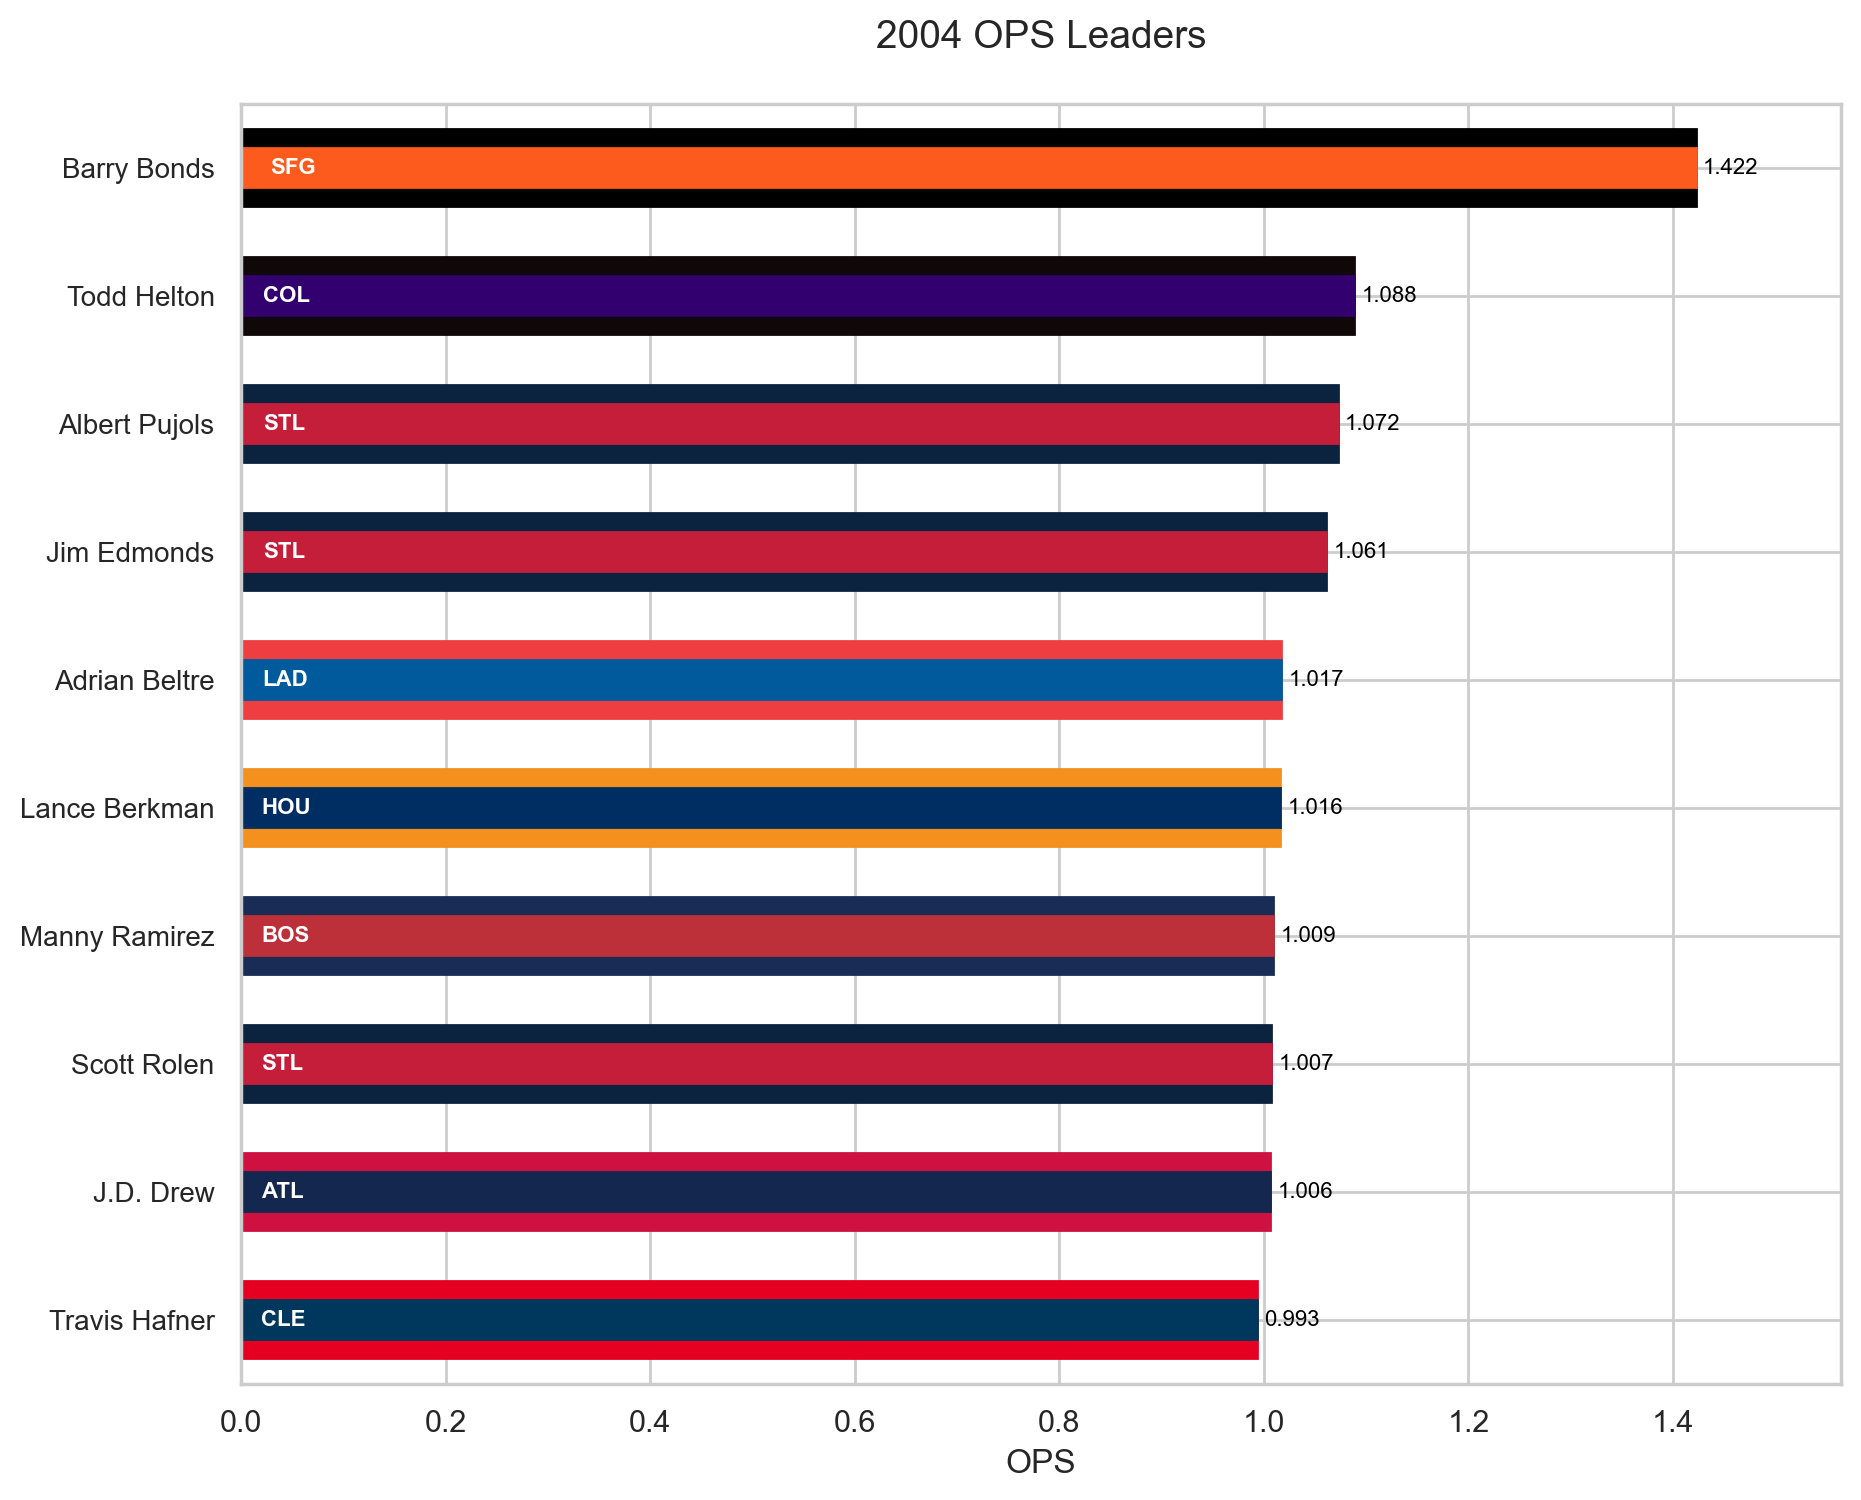 2004 OPS Leaders
Barry Bonds SFG 1.422
Todd Helton COL 1.088
Albert Pujols STL 1.072
Jim Edmonds STL 1.061
Adrian Beltre LAD 1.017
Lance Berkman HOU 1.016
Manny Ramirez BOS 1.009
Scott Rolen STL 1.007
J.D. Drew ATL 1.006
Travis Hafner CLE 0.993
0.0 0.2 0.4 0.6 0.8 1.0 1.2 1.4
OPS